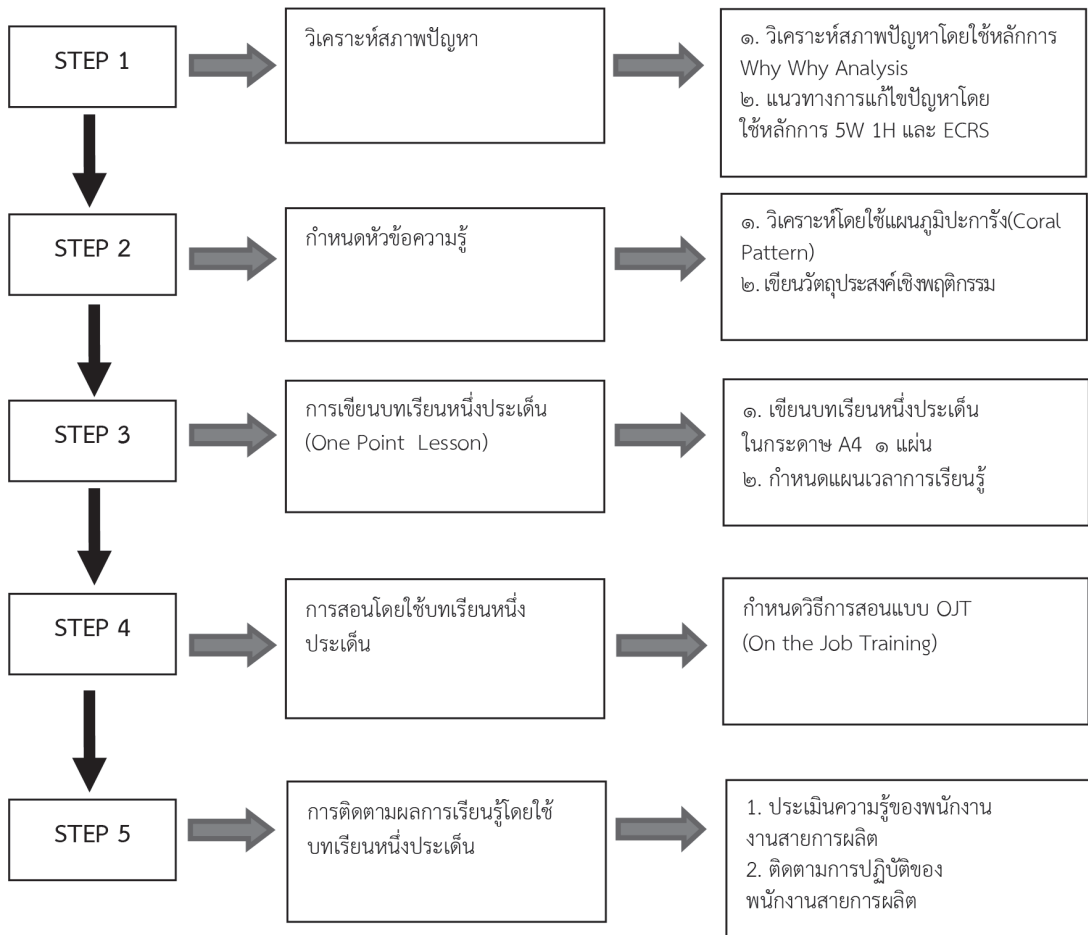 STEP 1
วิเคราะห์สภาพปัญหา
๑. วิเคราะห์สภาพปัญหาโดยใช้หลักการ
Why Why Analysis
๒. แนวทางการแก้ไขปัญหาโดย
ใช้หลักการ 5W 1H และ ECRS
STEP 2
กำหนดหัวข้อความรู้
๑. วิเคราะห์โดยใช้แผนภูมิปะการัง(Coral
Pattern)
๒. เขียนวัตถุประสงค์เชิงพฤติกรรม
STEP 3
การเขียนบทเรียนหนึ่งประเด็น
(One Point Lesson)
๑. เขียนบทเรียนหนึ่งประเด็น
ในกระดาษ A4 ๑ แผ่น
๒. กำหนดแผนเวลาการเรียนรู้
STEP 4
การสอนโดยใช้บทเรียนหนึ่ง
ประเด็น
กำหนดวิธีการสอนแบบ OJT
(On the Job Training)
STEP 5
การติดตามผลการเรียนรู้โดยใช้
บทเรียนหนึ่งประเด็น
1. ประเมินความรู้ของพนักงาน
งานสายการผลิต
2. ติดตามการปฏิบัติของ
พนักงานสายการผลิต